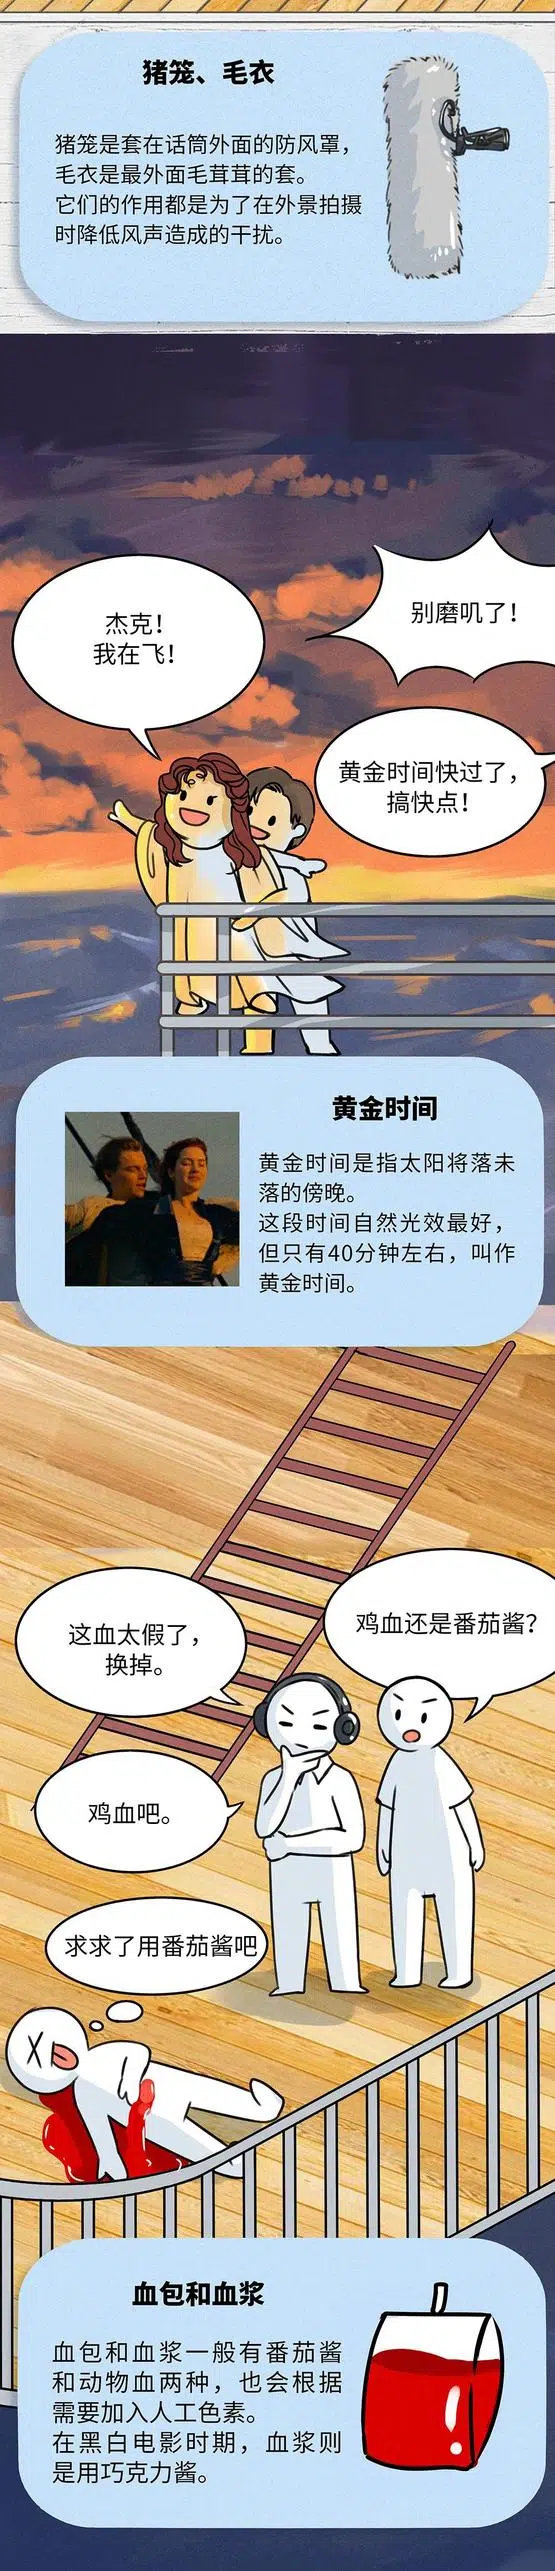 猪笼、毛衣
猪笼是套在话筒外面的防风罩，
毛衣是最外面毛茸茸的套。
它们的作用都是为了在外景拍摄
时降低风声造成的干扰。
杰克！
我在飞！
别磨叽了！
黄金时间快过了，
搞快点！
黄金时间
黄金时间是指太阳将落未
落的傍晚。
这段时间自然光效最好，
但只有40分钟左右，叫作
黄金时间。
这血太假了，
换掉。
鸡血还是番茄酱？
鸡血吧。
求求了用番茄酱吧
血包和血浆
血包和血浆一般有番茄酱
和动物血两种，也会根据
需要加入人工色素。
在黑白电影时期，血浆则
是用巧克力酱。